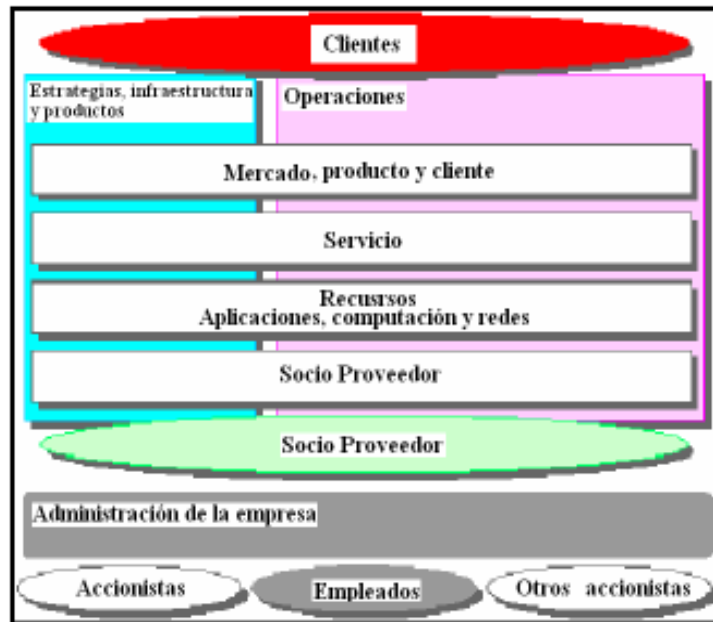 Clientes
Estrategias, infraestructura
y productos
Operaciones
Mercado, producto y cliente
Servicio
Recusrsos
Aplicaciones, computación y redes
Socio Proveedor
Socio Proveedor
Administración de la empresa
Accionistas
Empleados
Otros accionistas